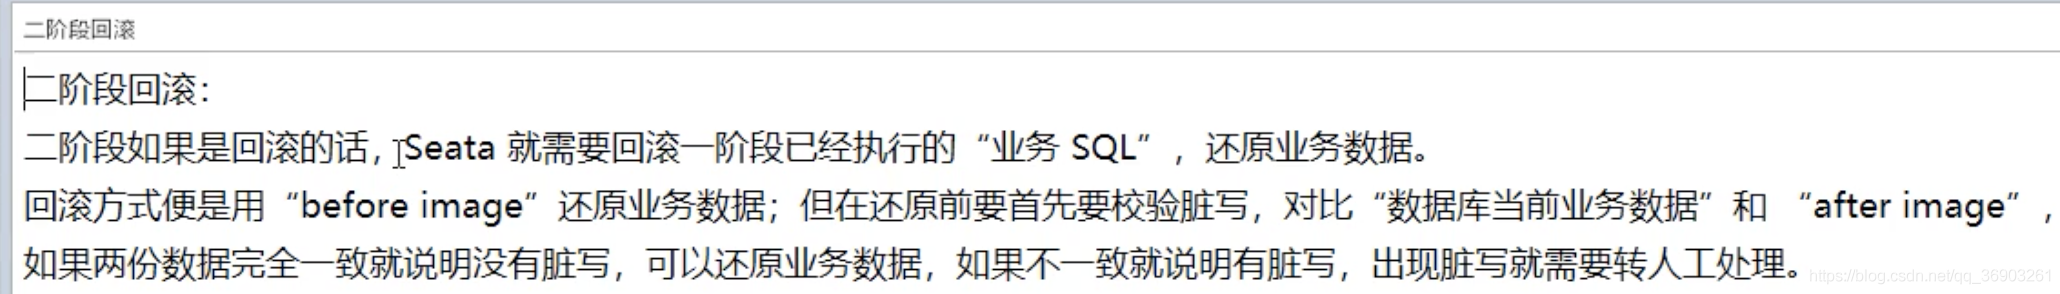 二阶段回滚
二阶段回滚：
二阶段如果是回滚的话，Seata 就需要回滚一阶段已经执行的“业务 SQL”，还原业务数据。
回滚方式便是用“before image”还原业务数据；但在还原前要首先要校验脏写，对比“数据库当前业务数据”和 “after image”，
如果两份数据完全一致就说明没有脏写，可以还原业务数据，如果不一致就说明有脏写，出现脏写就需要转人工处理。
https://blog.csdn.net/qq_36903261